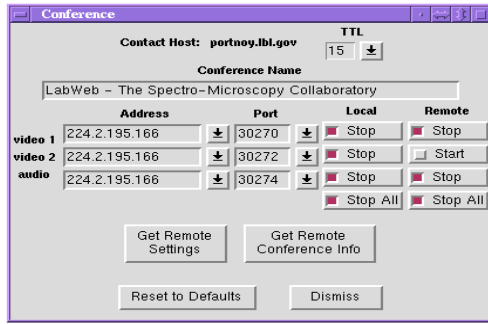 Conference
TTL
Contact Host: portnoy.lbl.gov
15
Conference Name
LabWeb - The Spectro-Microscopy Collaboratory
Address Port Local Remote
video 1 224.2.195.166 30270 Stop Stop
video 2 224.2.195.166 30272 Stop Start
audio 224.2.195.166 30274 Stop Stop
Stop All Stop All
Get Remote Settings
Get Remote Conference Info
Reset to Defaults Dismiss